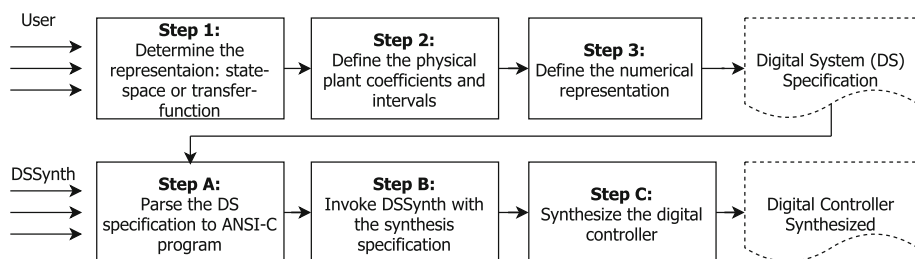 User
Step 1:
Determine the
representaion: state-
space or transfer-
function
Step 2:
Define the physical
plant coefficients and
intervals
Step 3:
Define the numerical
representation
Digital System (DS)
Specification
DSSynth
Step A:
Parse the DS
specification to ANSI-C
program
Step B:
Invoke DSSynth with
the synthesis
specification
Step C:
Synthesize the digital
controller
Digital Controller
Synthesized